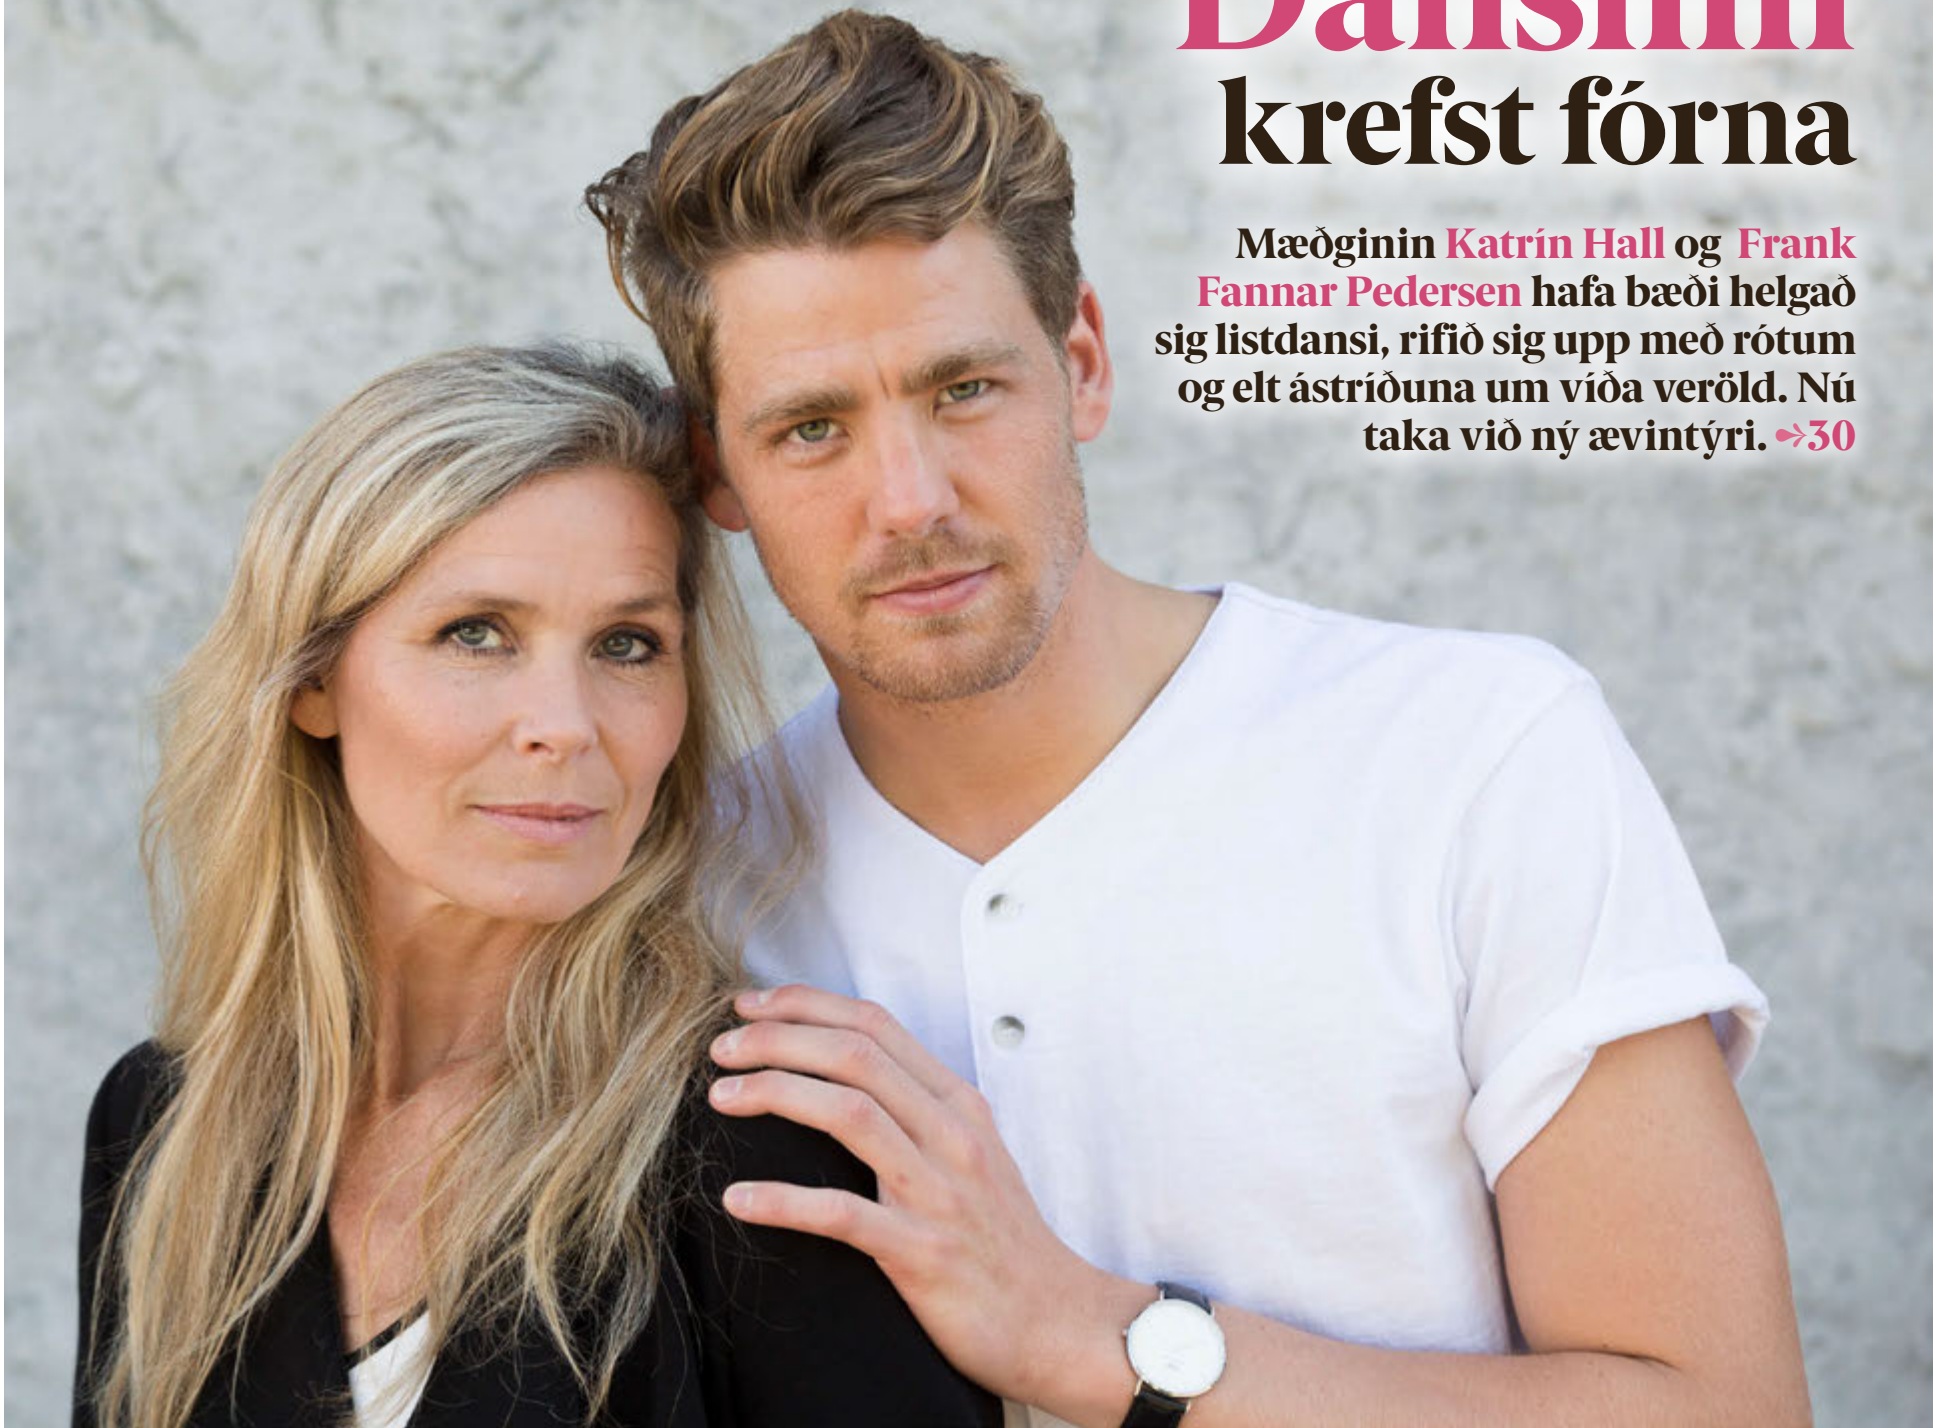 Dansinn
krefst fórna
Mæðginin Katrín Hall og Frank
Fannar Pedersen hafa bæði helgað
sig listdansi, rifið sig upp með rótum
og elt ástríðuna um víða veröld. Nú
taka við ný ævintýri. 30